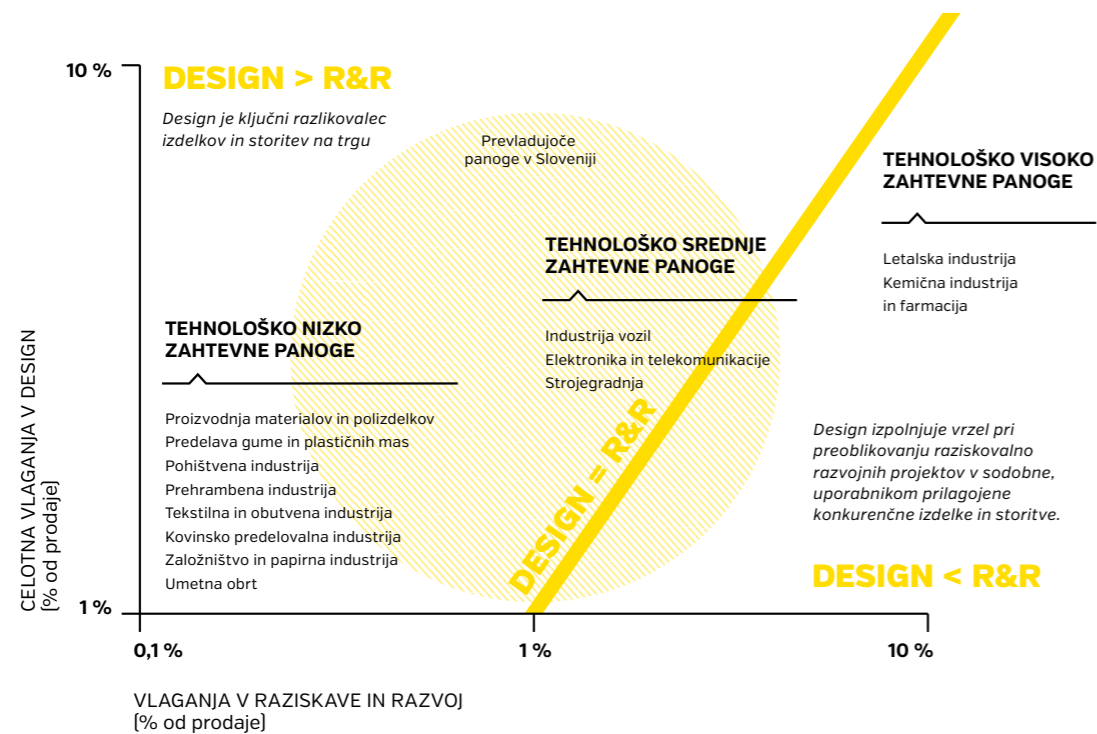 10 %
DESIGN > R&R
Design je ključni razlikovalec
izdelkov in storitev na trgu
Prevladujoče
panoge v Sloveniji
TEHNOLOŠKO VISOKO
ZAHTEVNE PANOGE
Letalska industrija
Kemična industrija
in farmacija
TEHNOLOŠKO SREDNJE
ZAHTEVNE PANOGE
Industrija vozil
Elektronika in telekomunikacije
Strojegradnja
TEHNOLOŠKO NIZKO
ZAHTEVNE PANOGE
Proizvodnja materialov in polizdelkov
Predelava gume in plastičnih mas
Pohištvena industrija
Prehrambena industrija
Tekstilna in obutvena industrija
Kovinsko predelovalna industrija
Založništvo in papirna industrija
Umetna obrt
DESIGN = R&R
Design izpolnjuje vrzel pri
preoblikovanju raziskovalno
razvojnih projektov v sodobne,
uporabnikom prilagojene
konkurenčne izdelke in storitve.
DESIGN < R&R
CELOTNA VLAGANJA V DESIGN
(% od prodaje)
1 %
0,1 %
1 %
10 %
VLAGANJA V RAZISKAVE IN RAZVOJ
(% od prodaje)